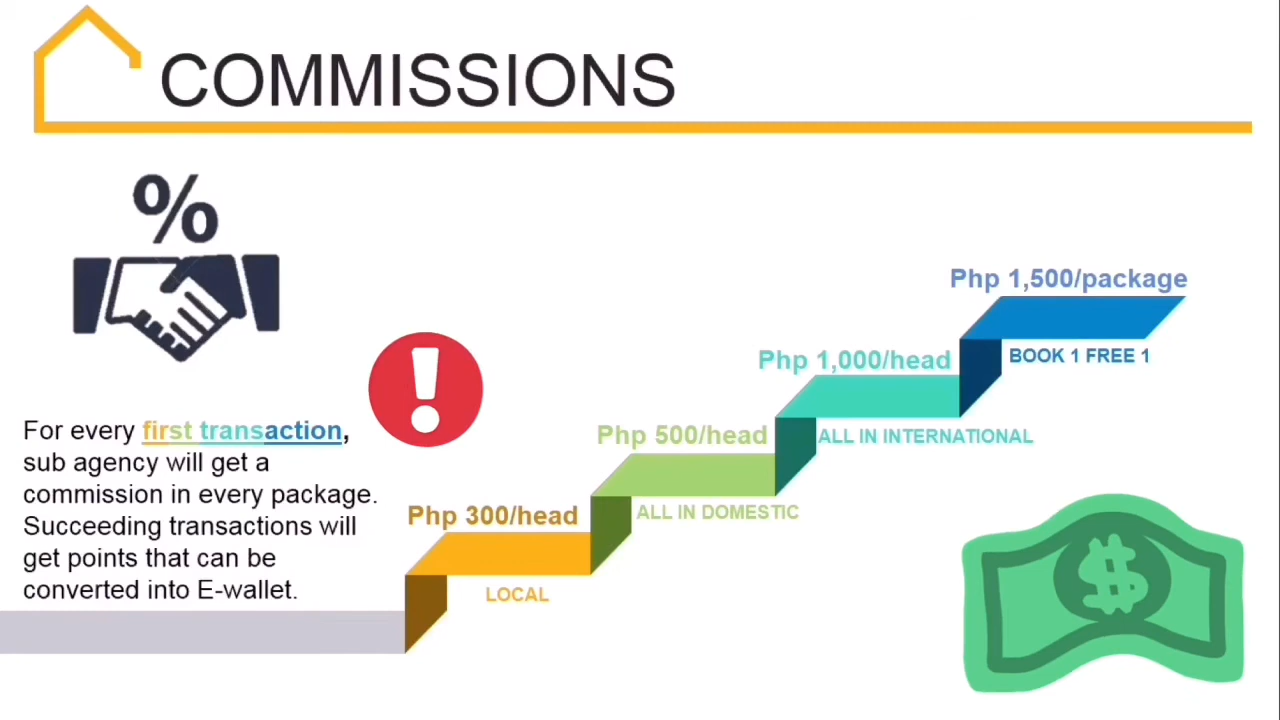 COMMISSIONS
%
For every first transaction,
sub agency will get a
commission in every package.
Succeeding transactions will
get points that can be
converted into E-wallet.
!
Php 300/head
LOCAL
Php 500/head
ALL IN DOMESTIC
Php 1,000/head
ALL IN INTERNATIONAL
Php 1,500/package
BOOK 1 FREE 1
$